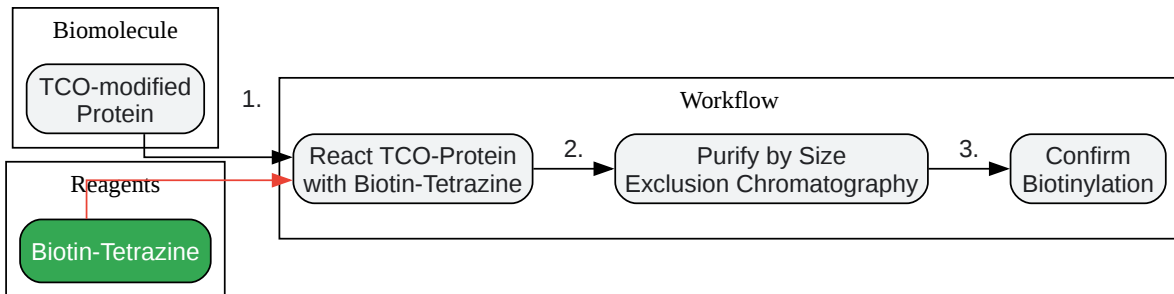 Biomolecule
TCO-modified
Protein
1.
Workflow
React TCO-Protein
with Biotin-Tetrazine
2.
Purify by Size
Exclusion Chromatography
3.
Confirm
Biotinylation
Reagents
Biotin-Tetrazine